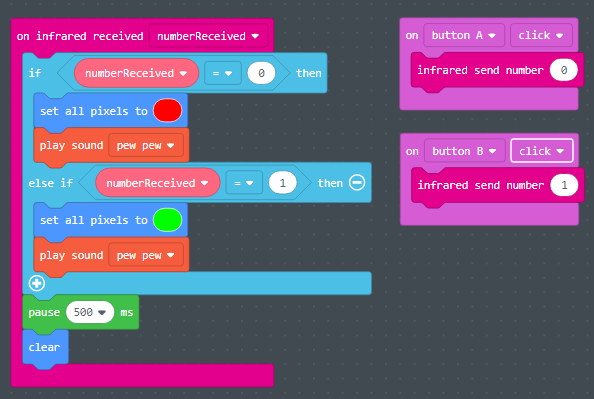 on infrared received numberReceived
if numberReceived = 0 then
set all pixels to
play sound pew pew
else if numberReceived = 1 then
set all pixels to
play sound pew pew
pause 500 ms
clear
on button A click
infrared send number 0
on button B click
infrared send number 1